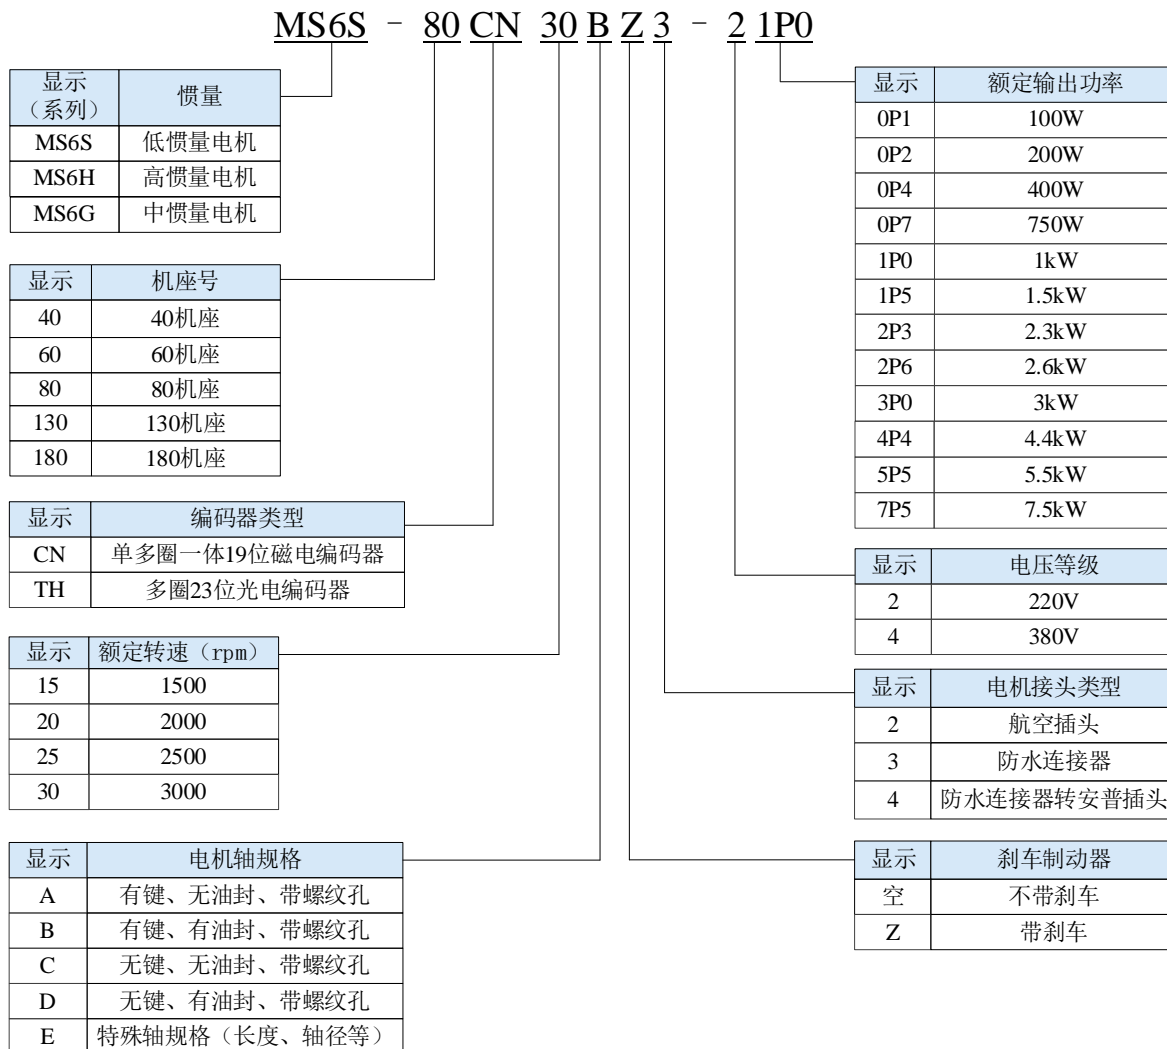 MS6S - 80 CN 30 B Z 3 - 2 1P0
显示
（系列） 惯量
MS6S 低惯量电机
MS6H 高惯量电机
MS6G 中惯量电机
显示 机座号
40 40机座
60 60机座
80 80机座
130 130机座
180 180机座
显示 编码器类型
CN 单多圈一体19位磁电编码器
TH 多圈23位光电编码器
显示 额定转速（rpm）
15 1500
20 2000
25 2500
30 3000
显示 电机轴规格
A 有键、无油封、带螺纹孔
B 有键、有油封、带螺纹孔
C 无键、无油封、带螺纹孔
D 无键、有油封、带螺纹孔
E 特殊轴规格（长度、轴径等）
显示 额定输出功率
0P1 100W
0P2 200W
0P4 400W
0P7 750W
1P0 1kW
1P5 1.5kW
2P3 2.3kW
2P6 2.6kW
3P0 3kW
4P4 4.4kW
5P5 5.5kW
7P5 7.5kW
显示 电压等级
2 220V
4 380V
显示 电机接头类型
2 航空插头
3 防水连接器
4 防水连接器转安普插头
显示 刹车制动器
空 不带刹车
Z 带刹车